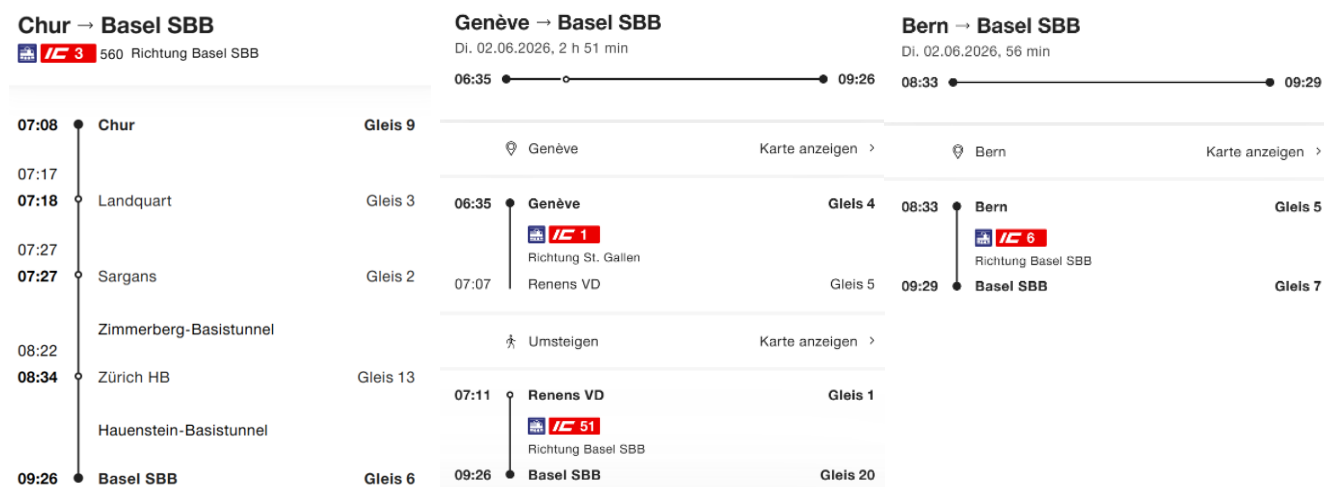 Chur → Basel SBB
IC 3 560 Richtung Basel SBB
07:08 Chur Gleis 9
07:17
07:18 Landquart Gleis 3
07:27
07:27 Sargans Gleis 2
Zimmerberg-Basistunnel
08:22
08:34 Zürich HB Gleis 13
Hauenstein-Basistunnel
09:26 Basel SBB Gleis 6
Genève → Basel SBB
Di. 02.06.2026, 2 h 51 min
06:35 09:26
Genève Karte anzeigen >
06:35 Genève Gleis 4
IC 1
Richtung St. Gallen
07:07 Renens VD Gleis 5
Umsteigen Karte anzeigen >
07:11 Renens VD Gleis 1
IC 51
Richtung Basel SBB
09:26 Basel SBB Gleis 20
Bern → Basel SBB
Di. 02.06.2026, 56 min
08:33 09:29
Bern Karte anzeigen >
08:33 Bern Gleis 5
IC 6
Richtung Basel SBB
09:29 Basel SBB Gleis 7